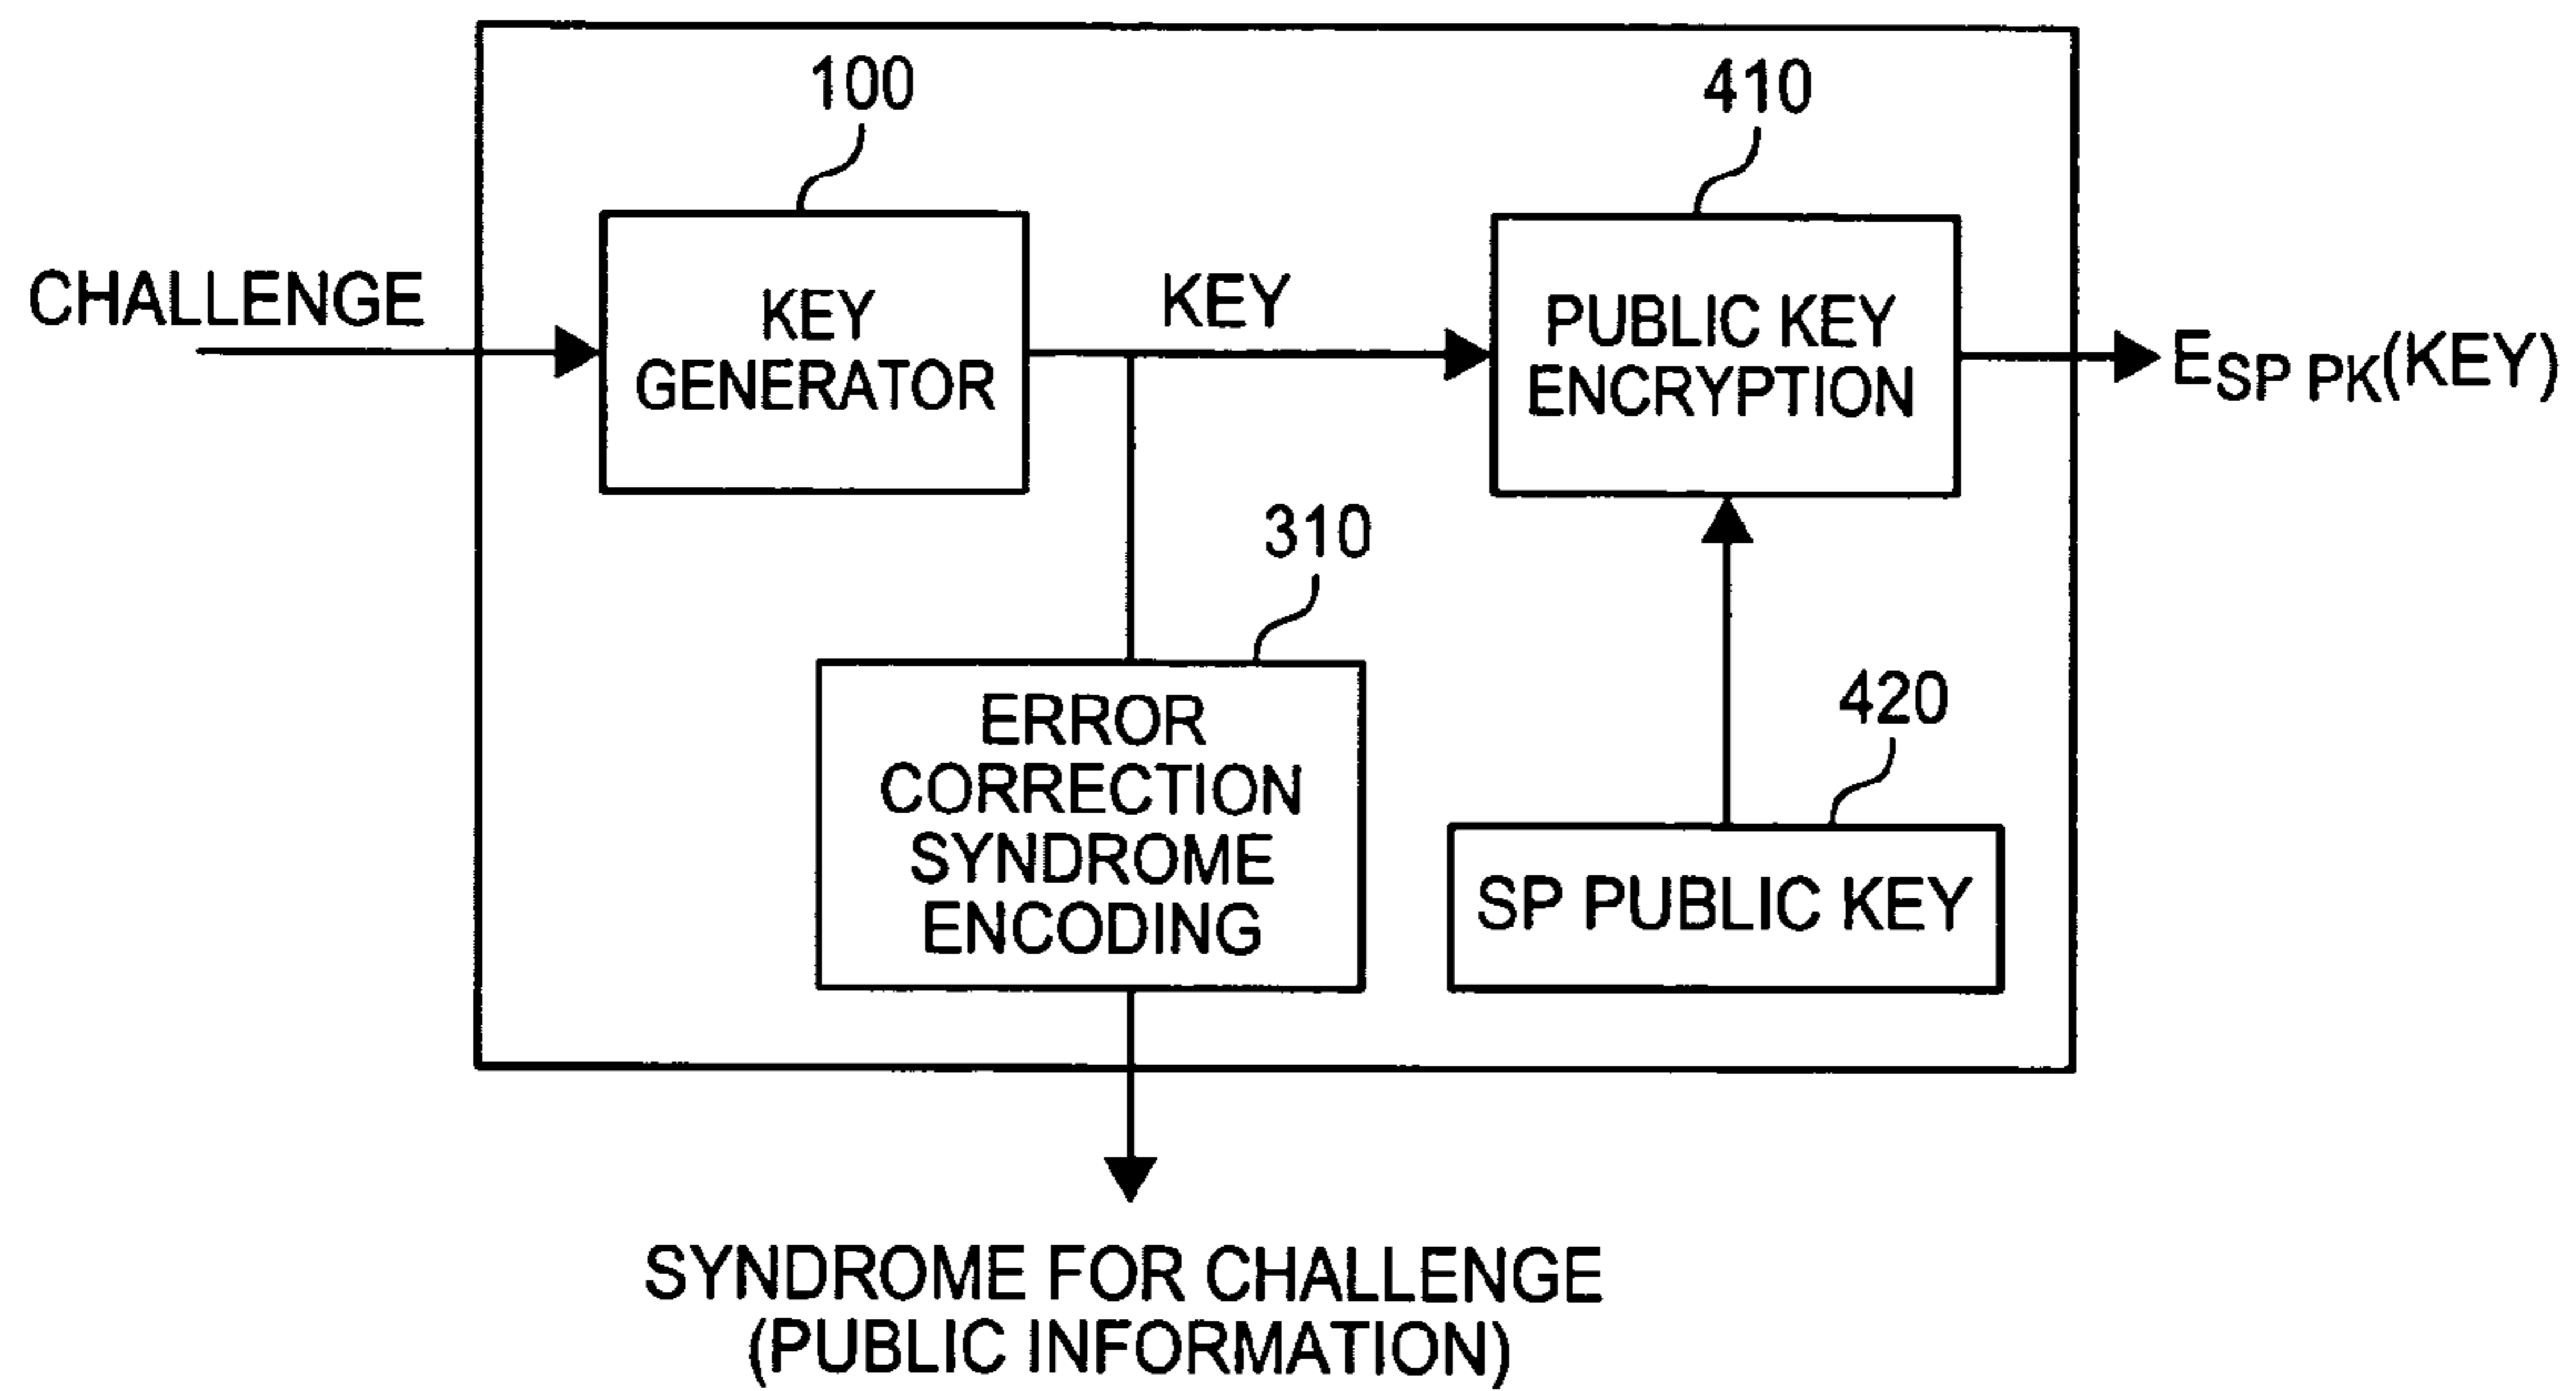 100
410
CHALLENGE
KEY
GENERATOR
KEY
PUBLIC KEY
ENCRYPTION
ESP PK(KEY)
310
ERROR
CORRECTION
SYNDROME
ENCODING
420
SP PUBLIC KEY
SYNDROME FOR CHALLENGE
(PUBLIC INFORMATION)